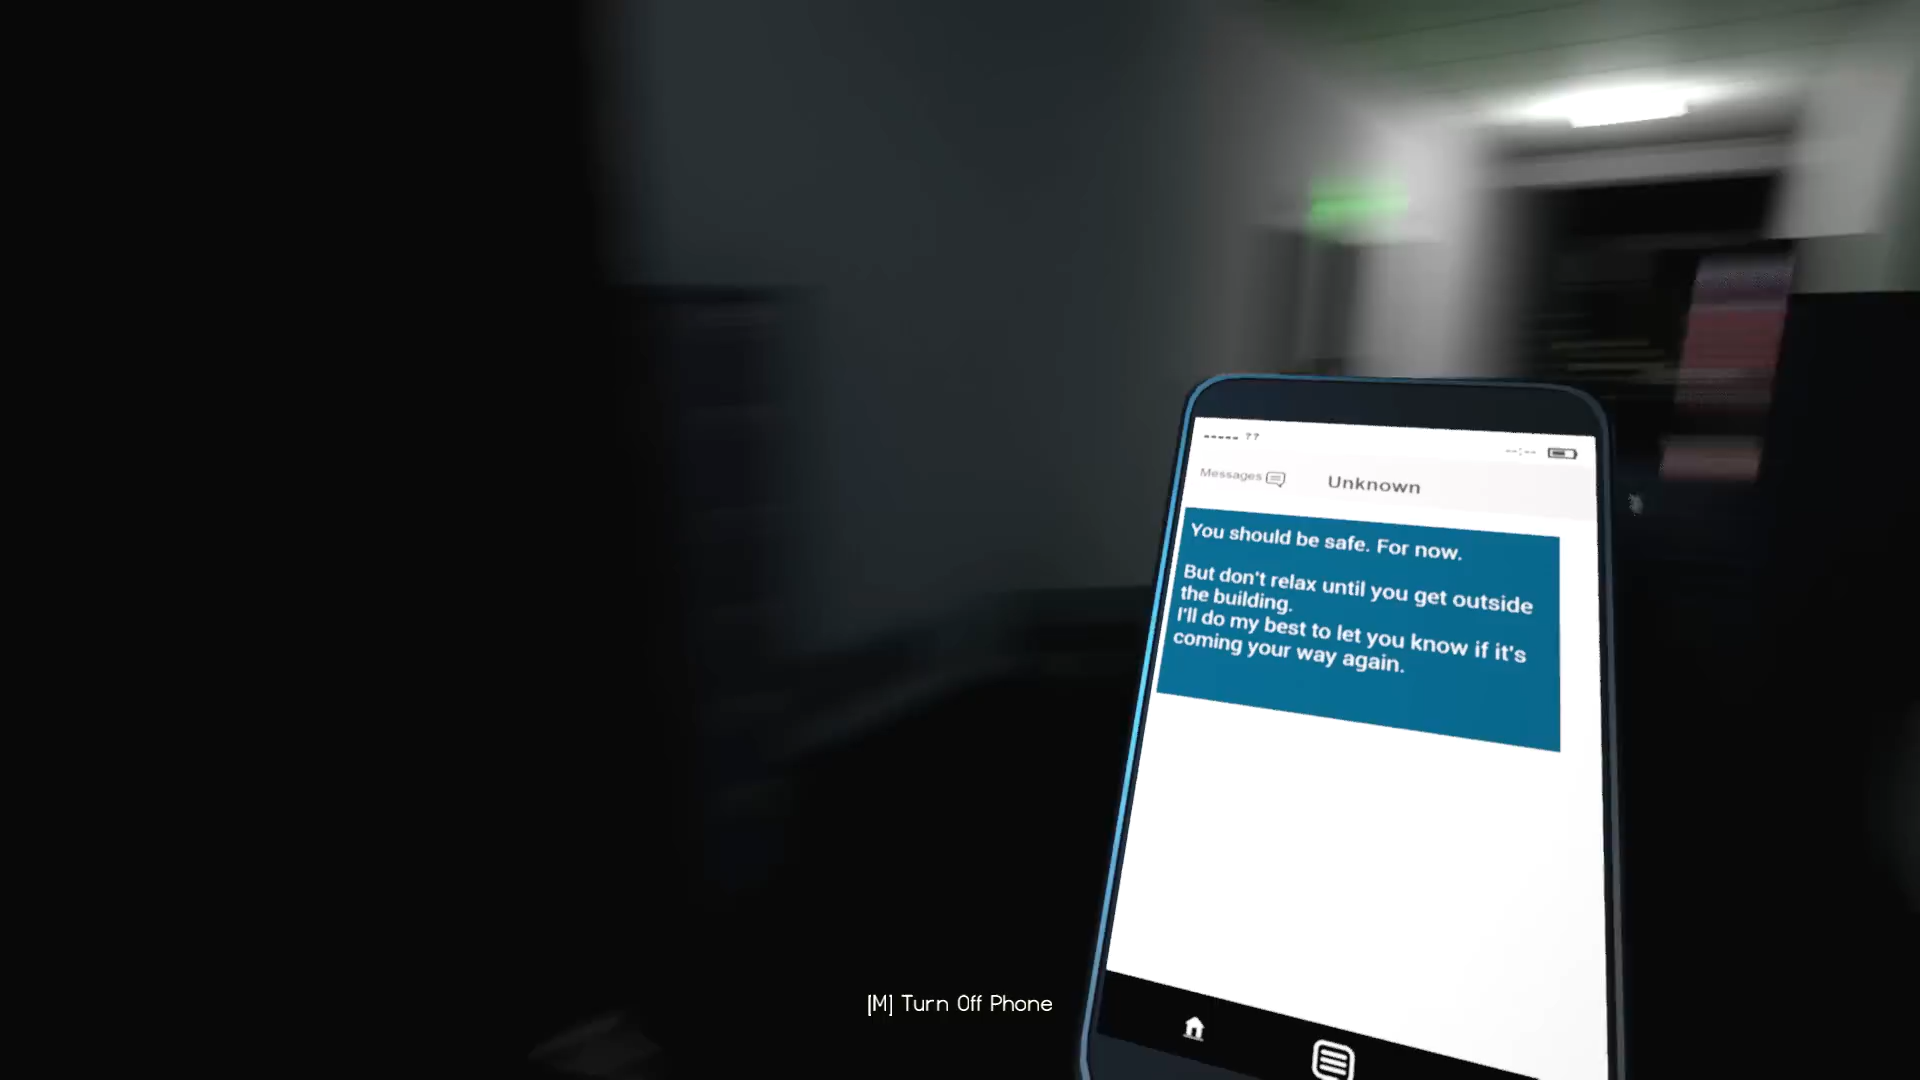 ----- ??
--:--
Messages
Unknown
You should be safe. For now.
But don't relax until you get outside
the building.
I'll do my best to let you know if it's
coming your way again.
[M] Turn Off Phone